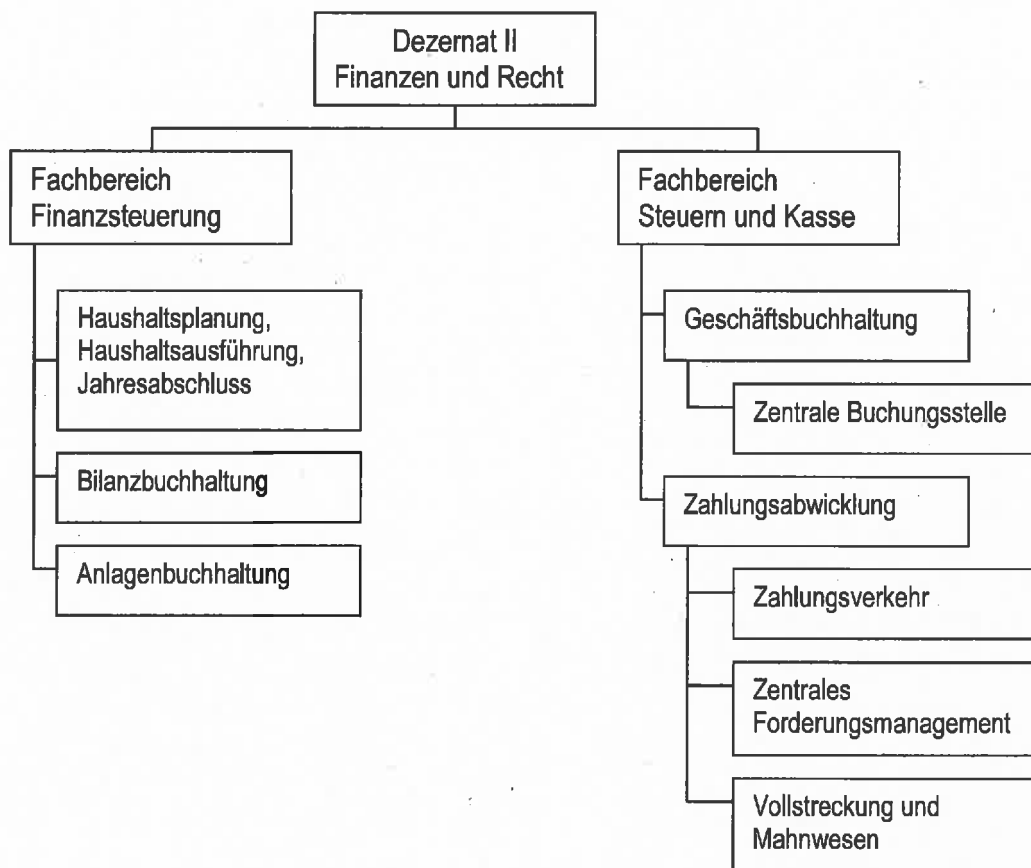 Dezernat II
Finanzen und Recht
Fachbereich
Finanzsteuerung
Haushaltsplanung,
Haushaltsausführung,
Jahresabschluss
Bilanzbuchhaltung
Anlagenbuchhaltung
Fachbereich
Steuern und Kasse
Geschäftsbuchhaltung
Zentrale Buchungsstelle
Zahlungsabwicklung
Zahlungsverkehr
Zentrales
Forderungsmanagement
Vollstreckung und
Mahnwesen